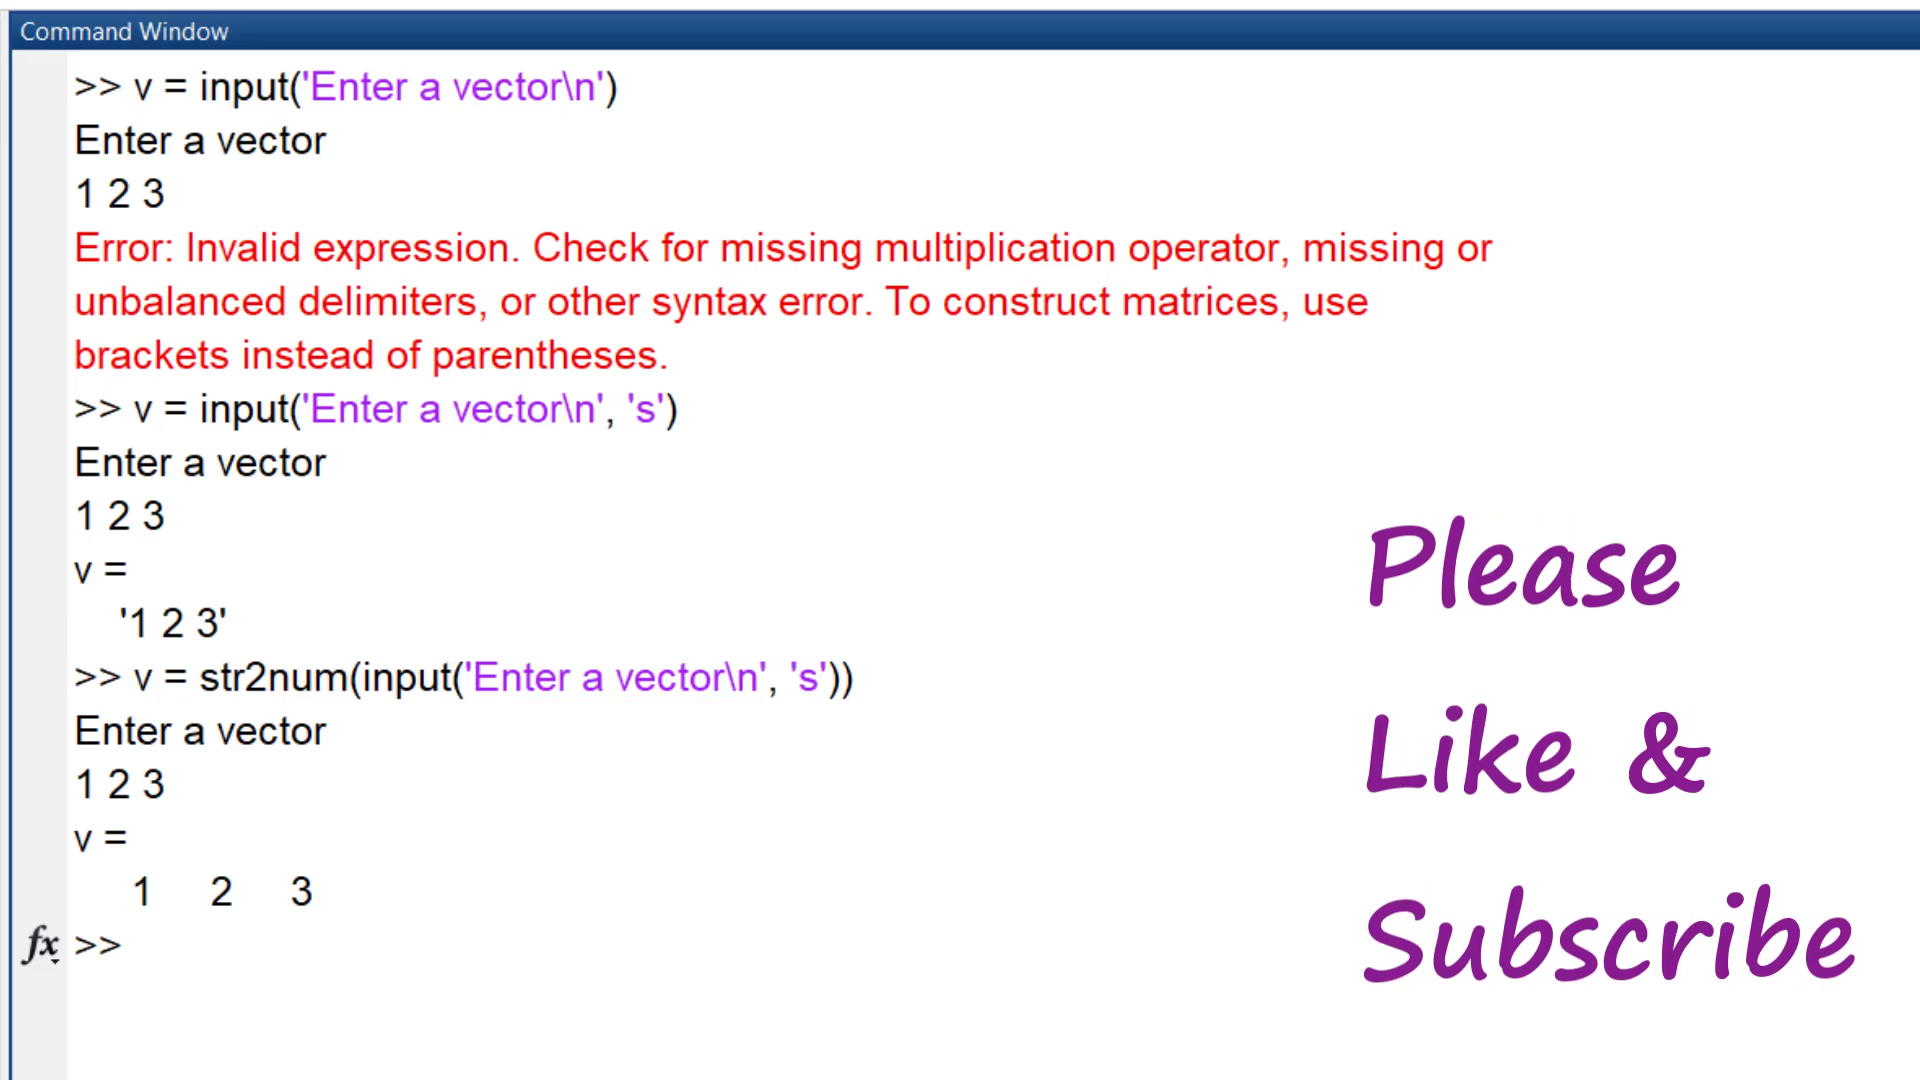 Command Window
>> v = input('Enter a vector\n')
Enter a vector
1 2 3
Error: Invalid expression. Check for missing multiplication operator, missing or
unbalanced delimiters, or other syntax error. To construct matrices, use
brackets instead of parentheses.
>> v = input('Enter a vector\n', 's')
Enter a vector
1 2 3
v =
'1 2 3'
>> v = str2num(input('Enter a vector\n', 's'))
Enter a vector
1 2 3
v =
1 2 3
fx >>
Please
Like &
Subscribe